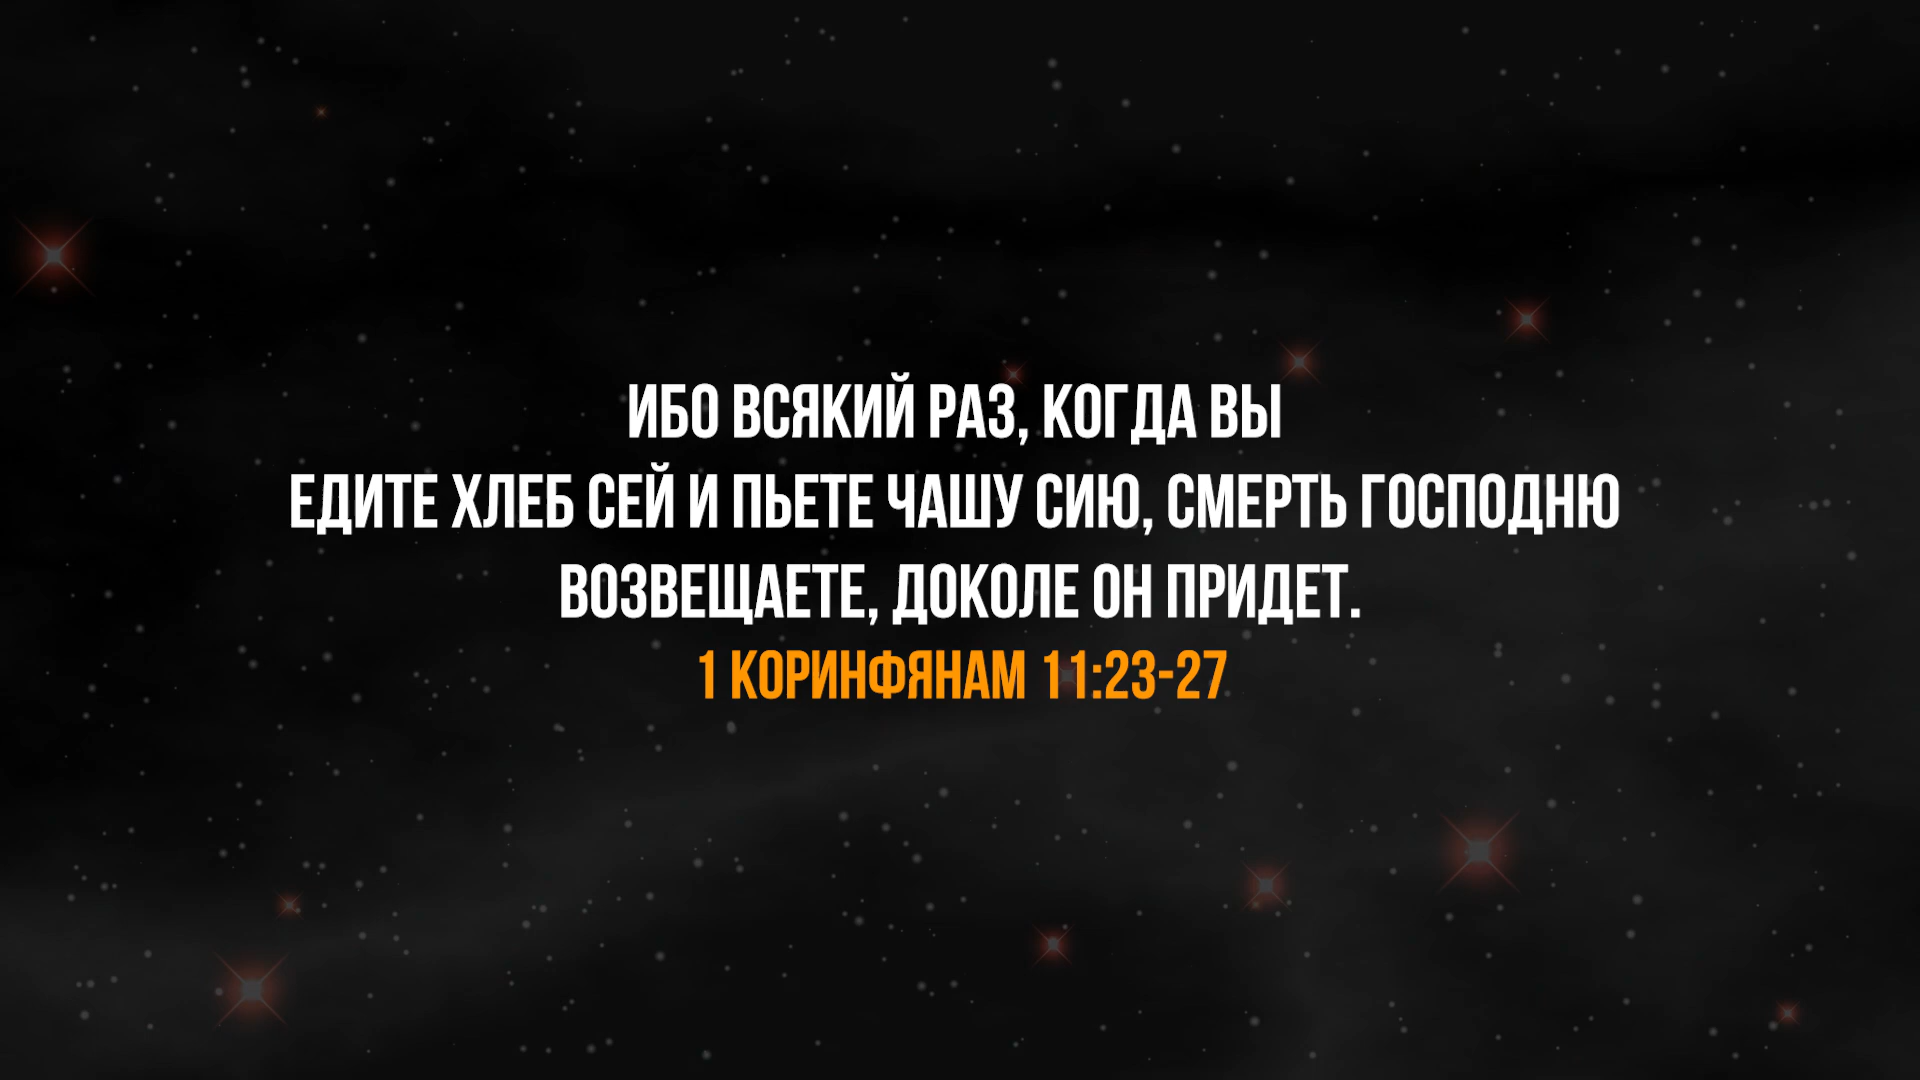 ИБО ВСЯКИЙ РАЗ, КОГДА ВЫ
ЕДИТЕ ХЛЕБ СЕЙ И ПЬЕТЕ ЧАШУ СИЮ, СМЕРТЬ ГОСПОДНЮ
ВОЗВЕЩАЕТЕ, ДОКОЛЕ ОН ПРИДЕТ.
1 КОРИНФЯНАМ 11:23-27